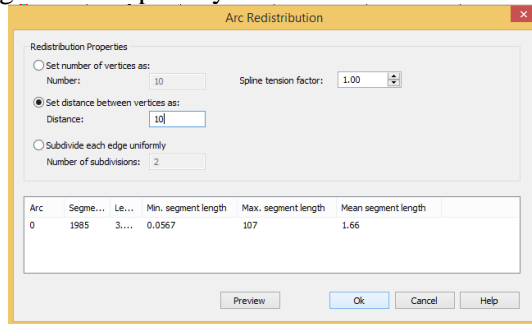 Arc Redistribution
Redistribution Properties
Set number of vertices as:
Number: 10 Spline tension factor: 1.00
Set distance between vertices as:
Distance: 10
Subdivide each edge uniformly
Number of subdivisions: 2
Arc Segme... Le... Min. segment length Max. segment length Mean segment length
0 1985 3.... 0.0567 107 1.66
Preview Ok Cancel Help